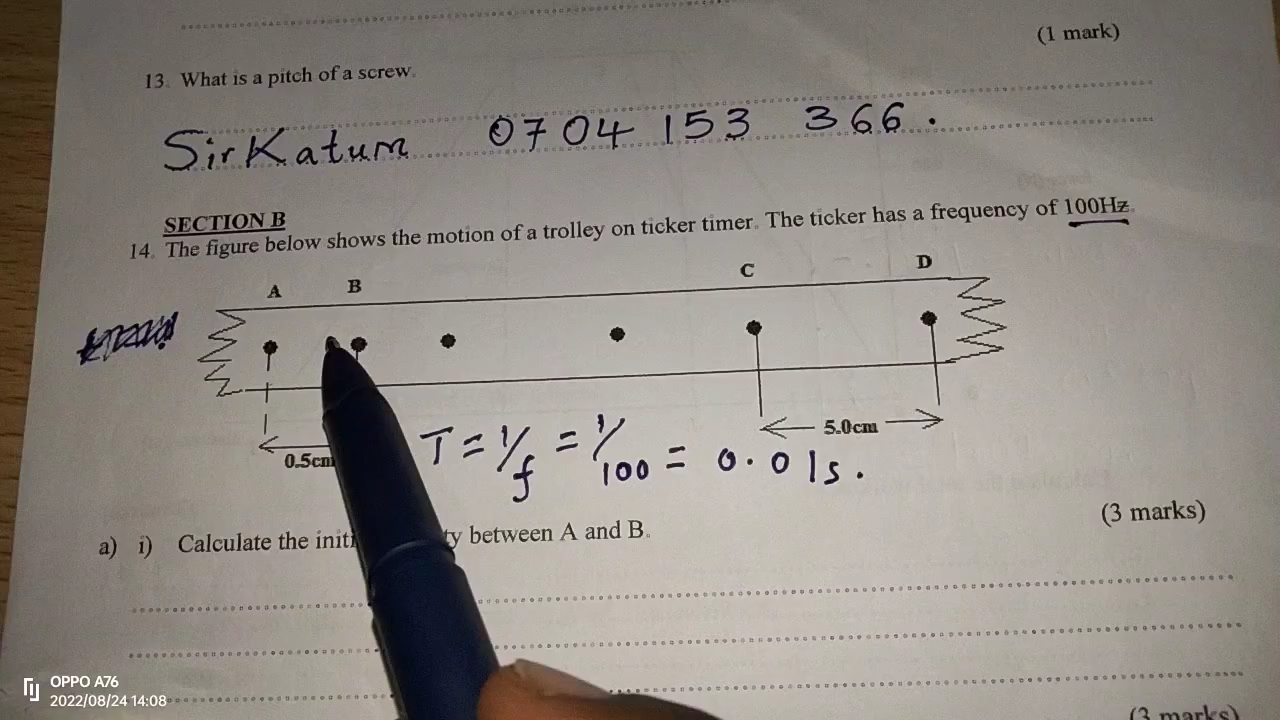 (1 mark)
13. What is a pitch of a screw.
SirKatum 0704 153 366.
SECTION B
14. The figure below shows the motion of a trolley on ticker timer. The ticker has a frequency of 100Hz.
A B C D
5.0cm
0.5cm
T = 1/f = 1/100 = 0.01s.
(3 marks)
a) i) Calculate the between A and B.
(3 marks)
OPPO A76
2022/08/24 14:08